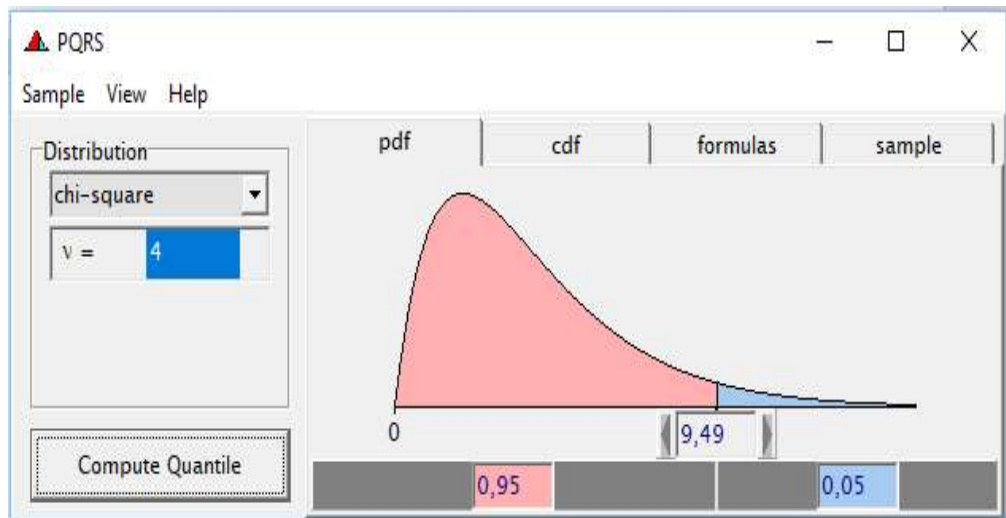 PQRS
Sample View Help
Distribution
chi-square
ν = 4
Compute Quantile
pdf cdf formulas sample
0
9,49
0,95 0,05